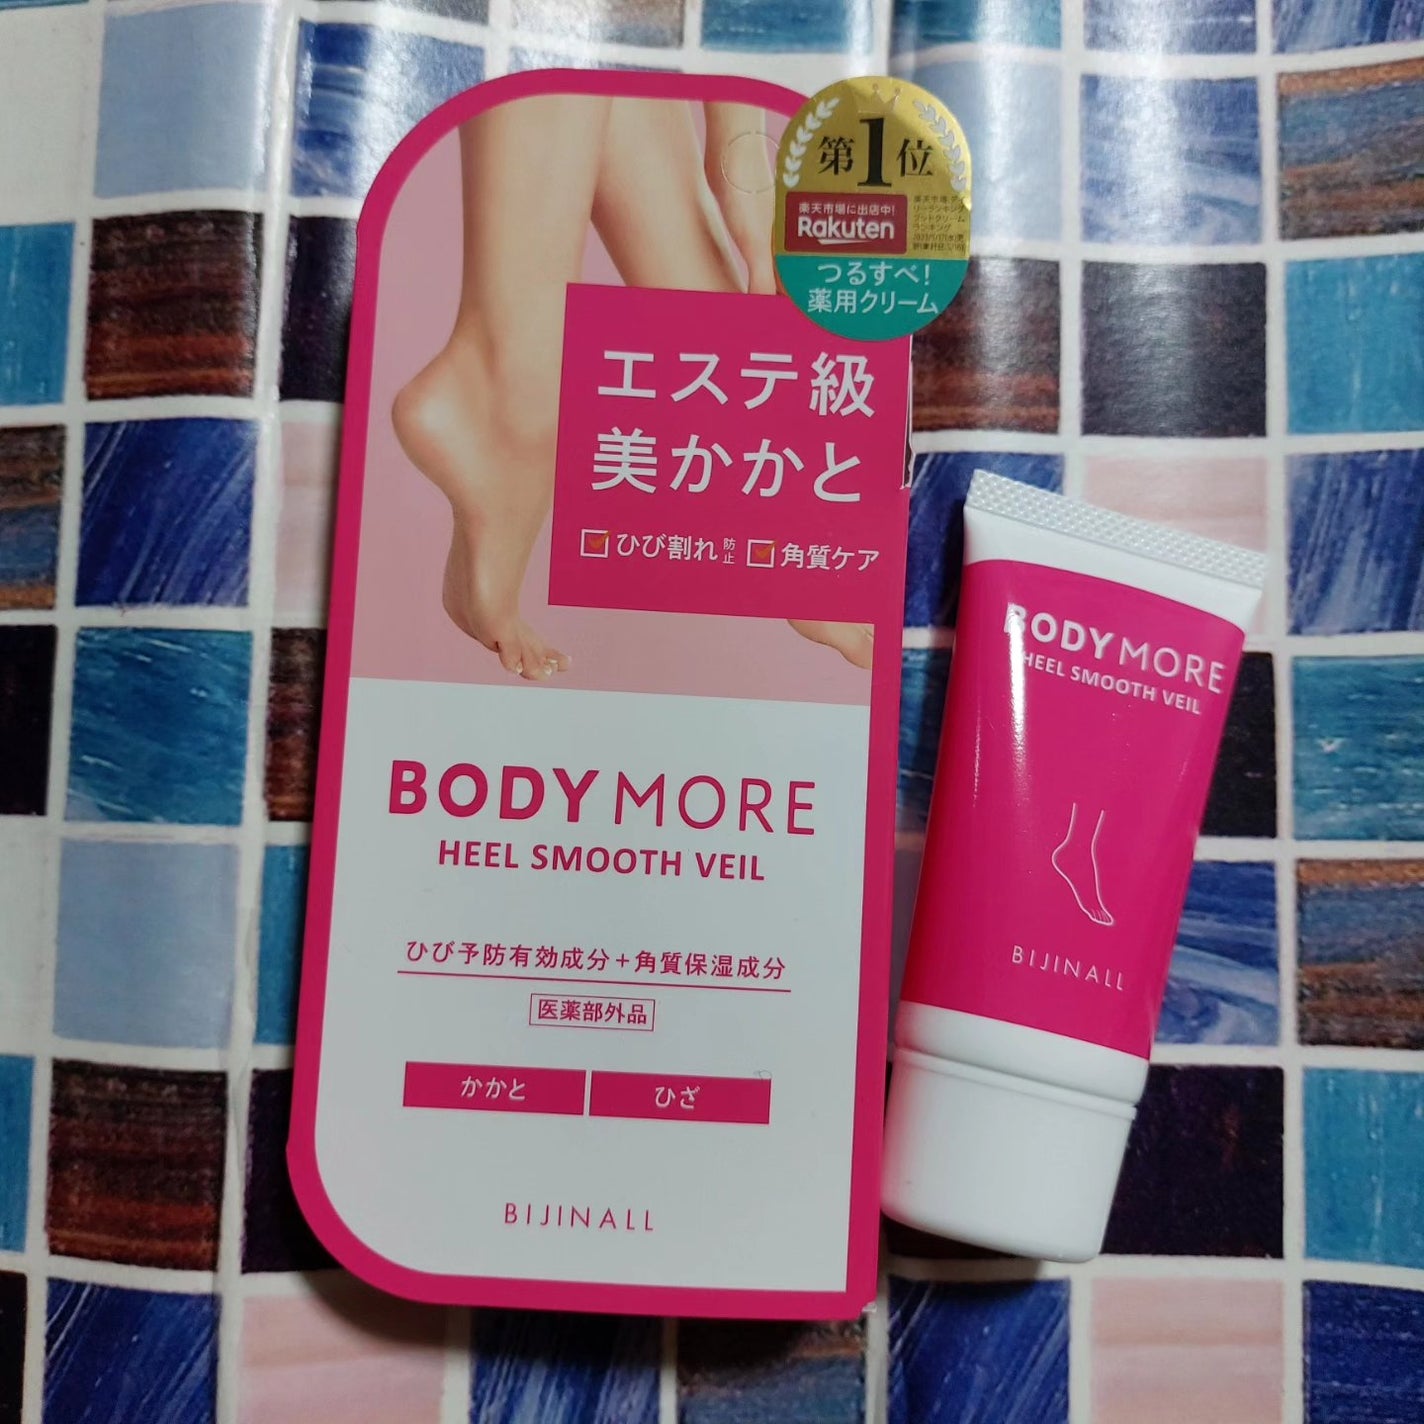 第1位
楽天市場に出店中!
Rakuten
つるすべ!
薬用クリーム
エステ級
美かかと
ひび割れ防止 角質ケア
BODY MORE
HEEL SMOOTH VEIL
ひび予防有効成分+角質保湿成分
医薬部外品
かかと ひざ
BIJINALL
BODY MORE
HEEL SMOOTH VEIL
BIJINALL